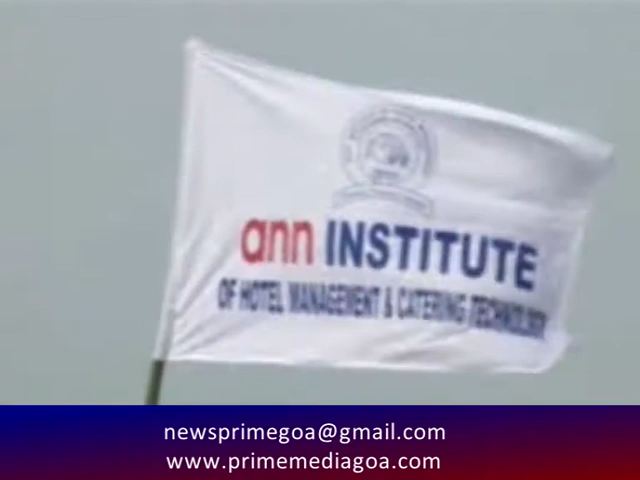 ann INSTITUTE
OF HOTEL MANAGEMENT & CATERING TECHNOLOGY
newsprimegoa@gmail.com
www.primemediagoa.com